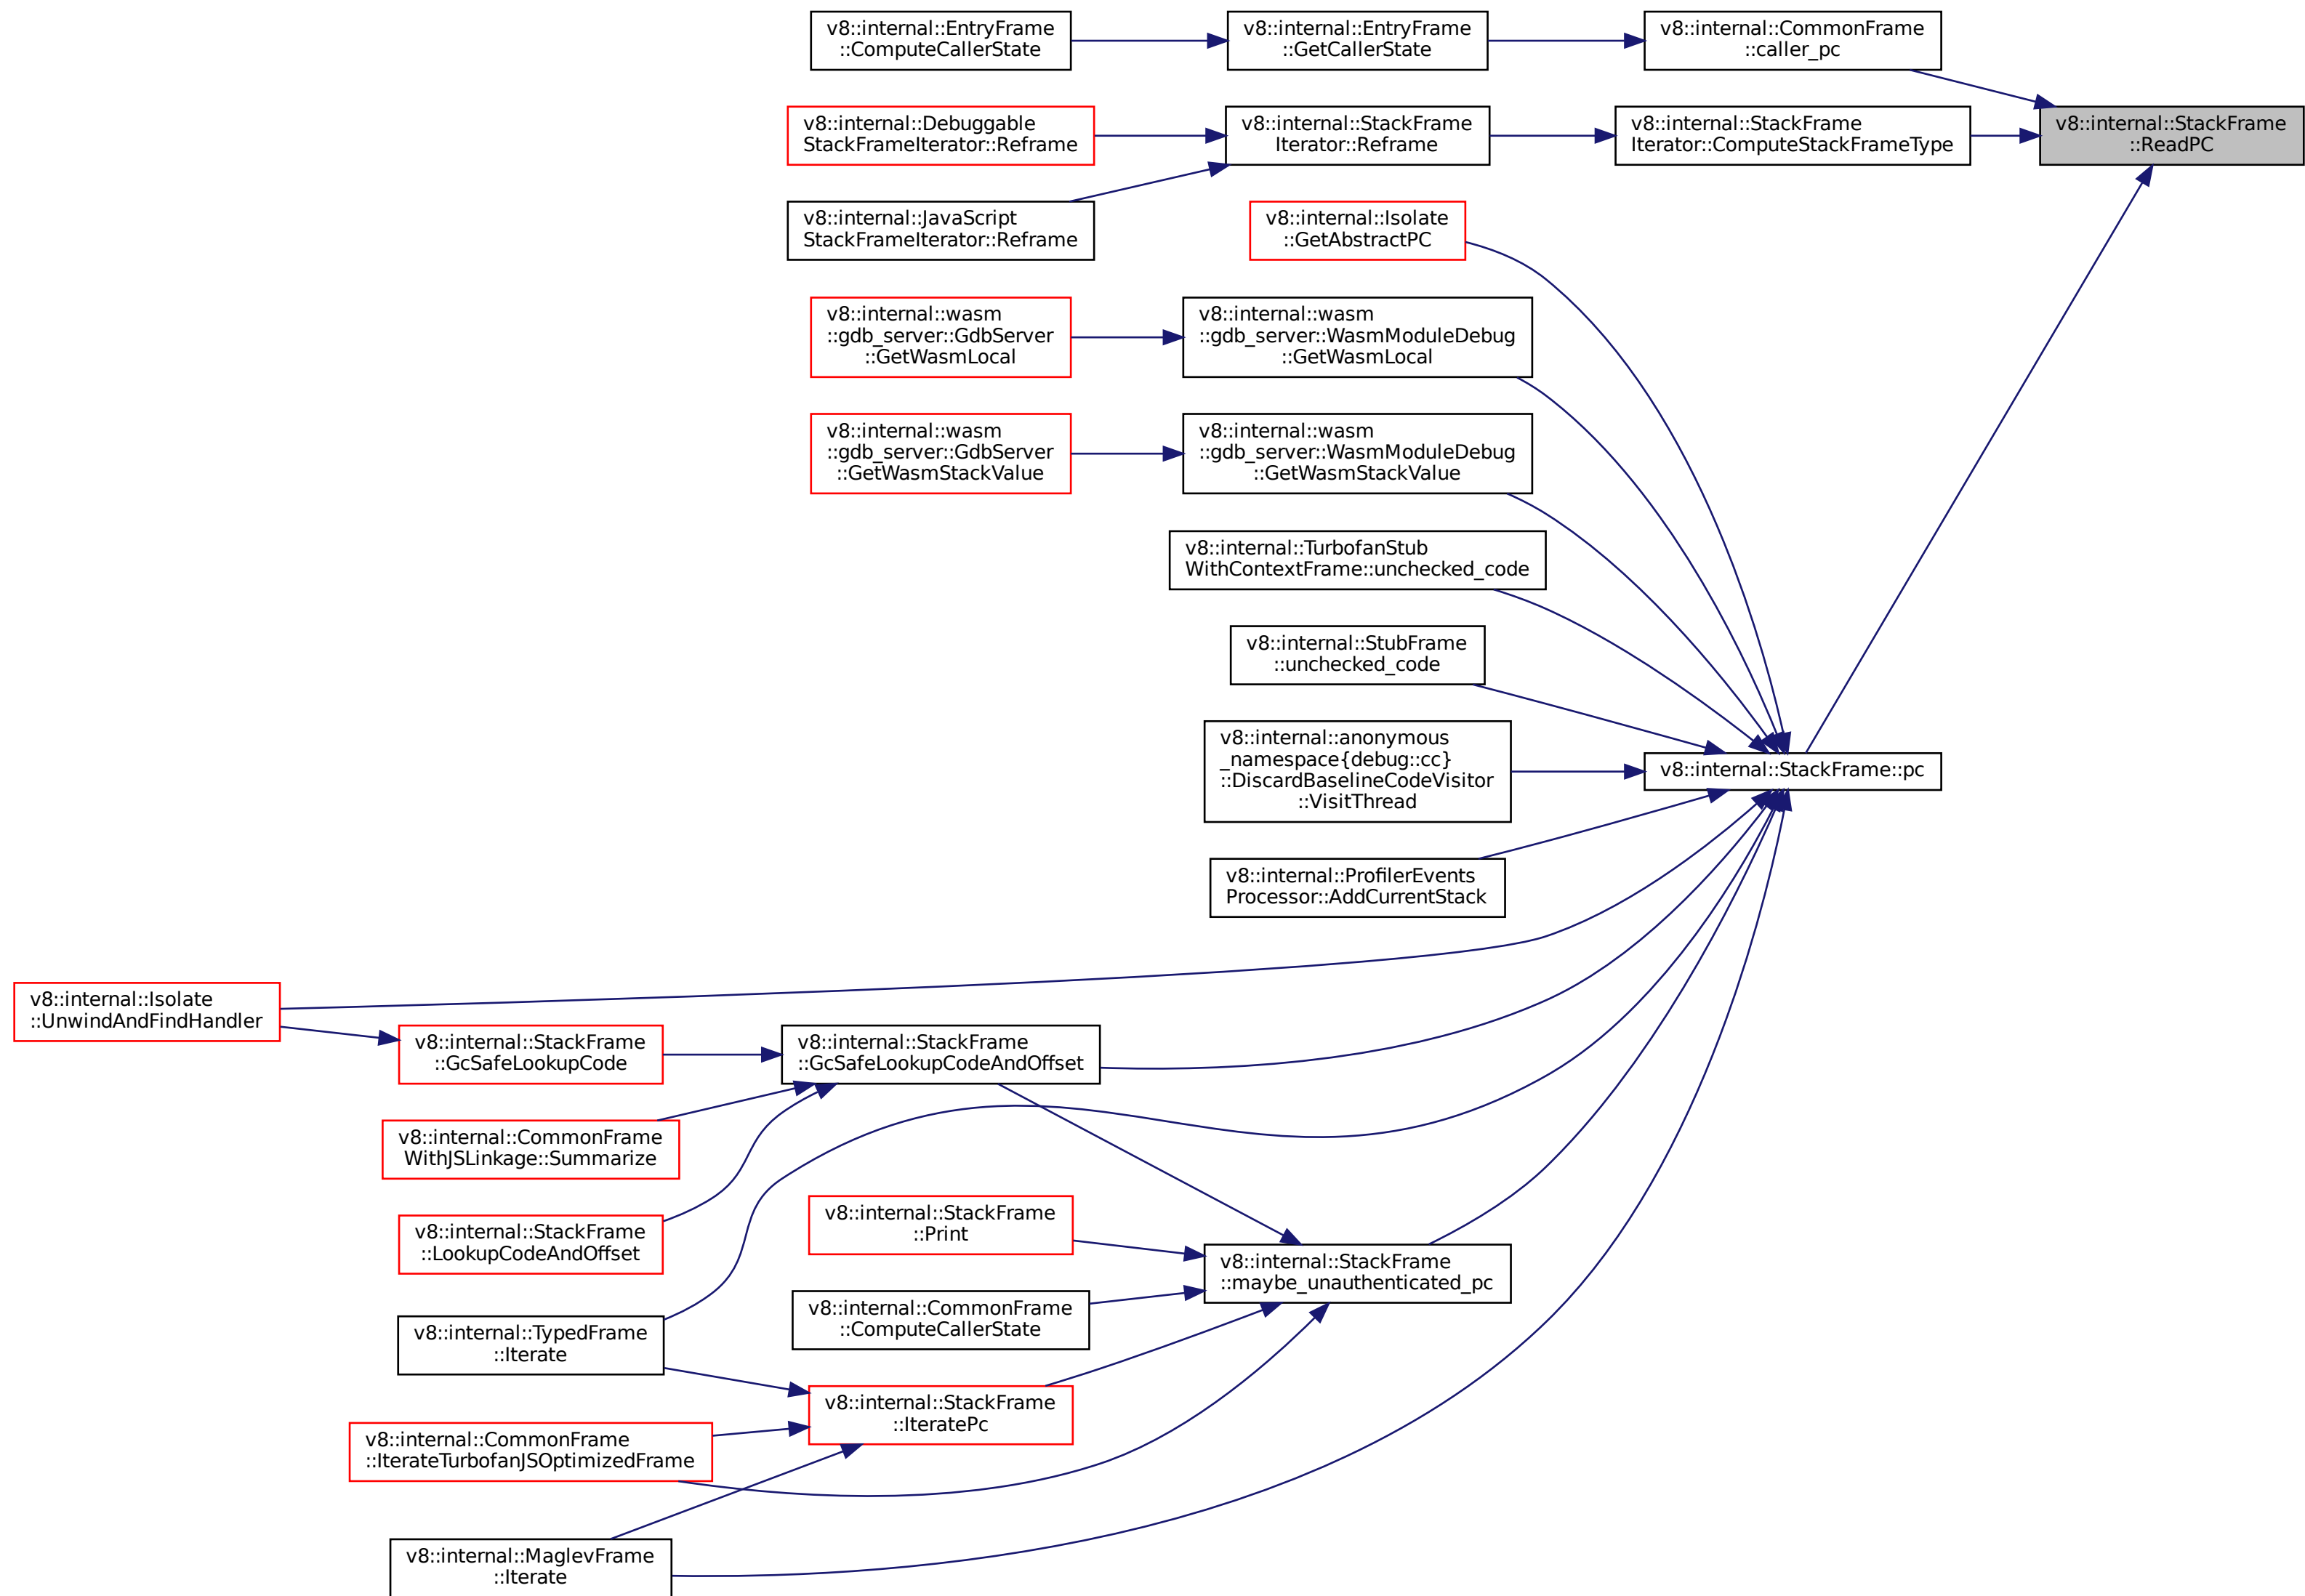 v8::internal::EntryFrame
::ComputeCallerState
v8::internal::EntryFrame
::GetCallerState
v8::internal::CommonFrame
::caller_pc
v8::internal::Debuggable
StackFrameIterator::Reframe
v8::internal::StackFrame
Iterator::Reframe
v8::internal::StackFrame
Iterator::ComputeStackFrameType
v8::internal::StackFrame
::ReadPC
v8::internal::JavaScript
StackFrameIterator::Reframe
v8::internal::Isolate
::GetAbstractPC
v8::internal::wasm
::gdb_server::GdbServer
::GetWasmLocal
v8::internal::wasm
::gdb_server::WasmModuleDebug
::GetWasmLocal
v8::internal::wasm
::gdb_server::GdbServer
::GetWasmStackValue
v8::internal::wasm
::gdb_server::WasmModuleDebug
::GetWasmStackValue
v8::internal::TurbofanStub
WithContextFrame::unchecked_code
v8::internal::StubFrame
::unchecked_code
v8::internal::anonymous
_namespace{debug::cc}
::DiscardBaselineCodeVisitor
::VisitThread
v8::internal::StackFrame::pc
v8::internal::ProfilerEvents
Processor::AddCurrentStack
v8::internal::Isolate
::UnwindAndFindHandler
v8::internal::StackFrame
::GcSafeLookupCode
v8::internal::StackFrame
::GcSafeLookupCodeAndOffset
v8::internal::CommonFrame
WithJSLinkage::Summarize
v8::internal::StackFrame
::LookupCodeAndOffset
v8::internal::StackFrame
::Print
v8::internal::StackFrame
::maybe_unauthenticated_pc
v8::internal::CommonFrame
::ComputeCallerState
v8::internal::TypedFrame
::Iterate
v8::internal::StackFrame
::IteratePc
v8::internal::CommonFrame
::IterateTurbofanJSOptimizedFrame
v8::internal::MaglevFrame
::Iterate